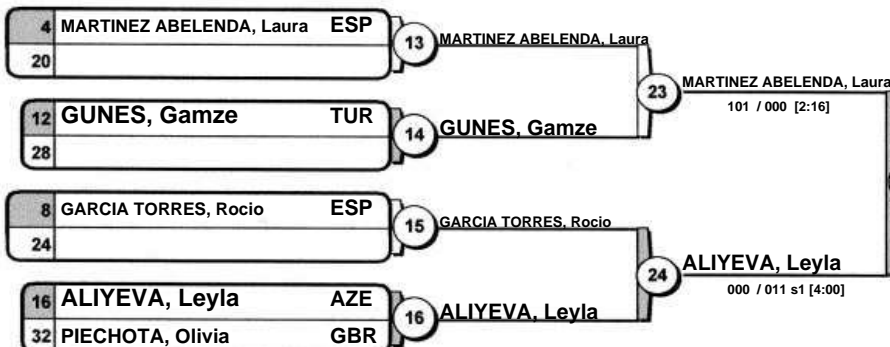 4 MARTINEZ ABELENDA, Laura ESP
20
13 MARTINEZ ABELENDA, Laura
12 GUNES, Gamze TUR
28
14 GUNES, Gamze
23 MARTINEZ ABELENDA, Laura
101 / 000 [2:16]
8 GARCIA TORRES, Rocio ESP
24
15 GARCIA TORRES, Rocio
16 ALIYEVA, Leyla AZE
32 PIECHOTA, Olivia GBR
16 ALIYEVA, Leyla
24 ALIYEVA, Leyla
000 / 011 s1 [4:00]